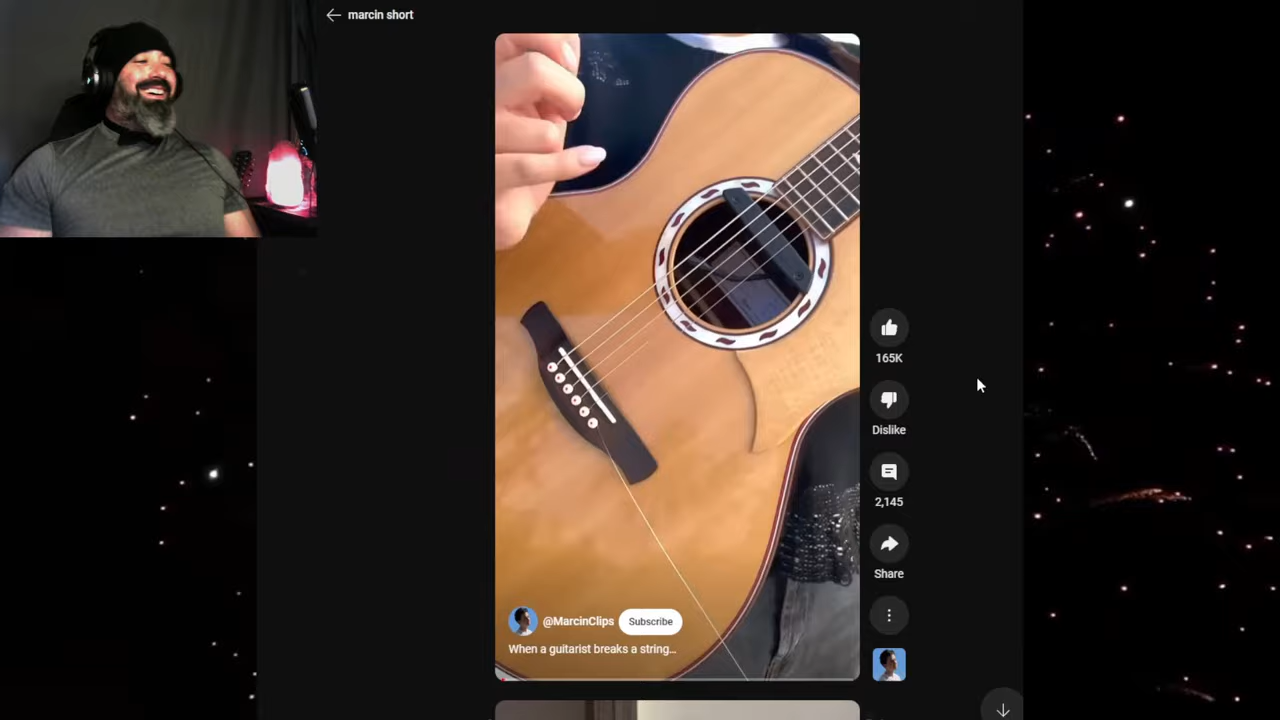 marcin short
165K
Dislike
2,145
Share
@MarcinClips
Subscribe
When a guitarist breaks a string...